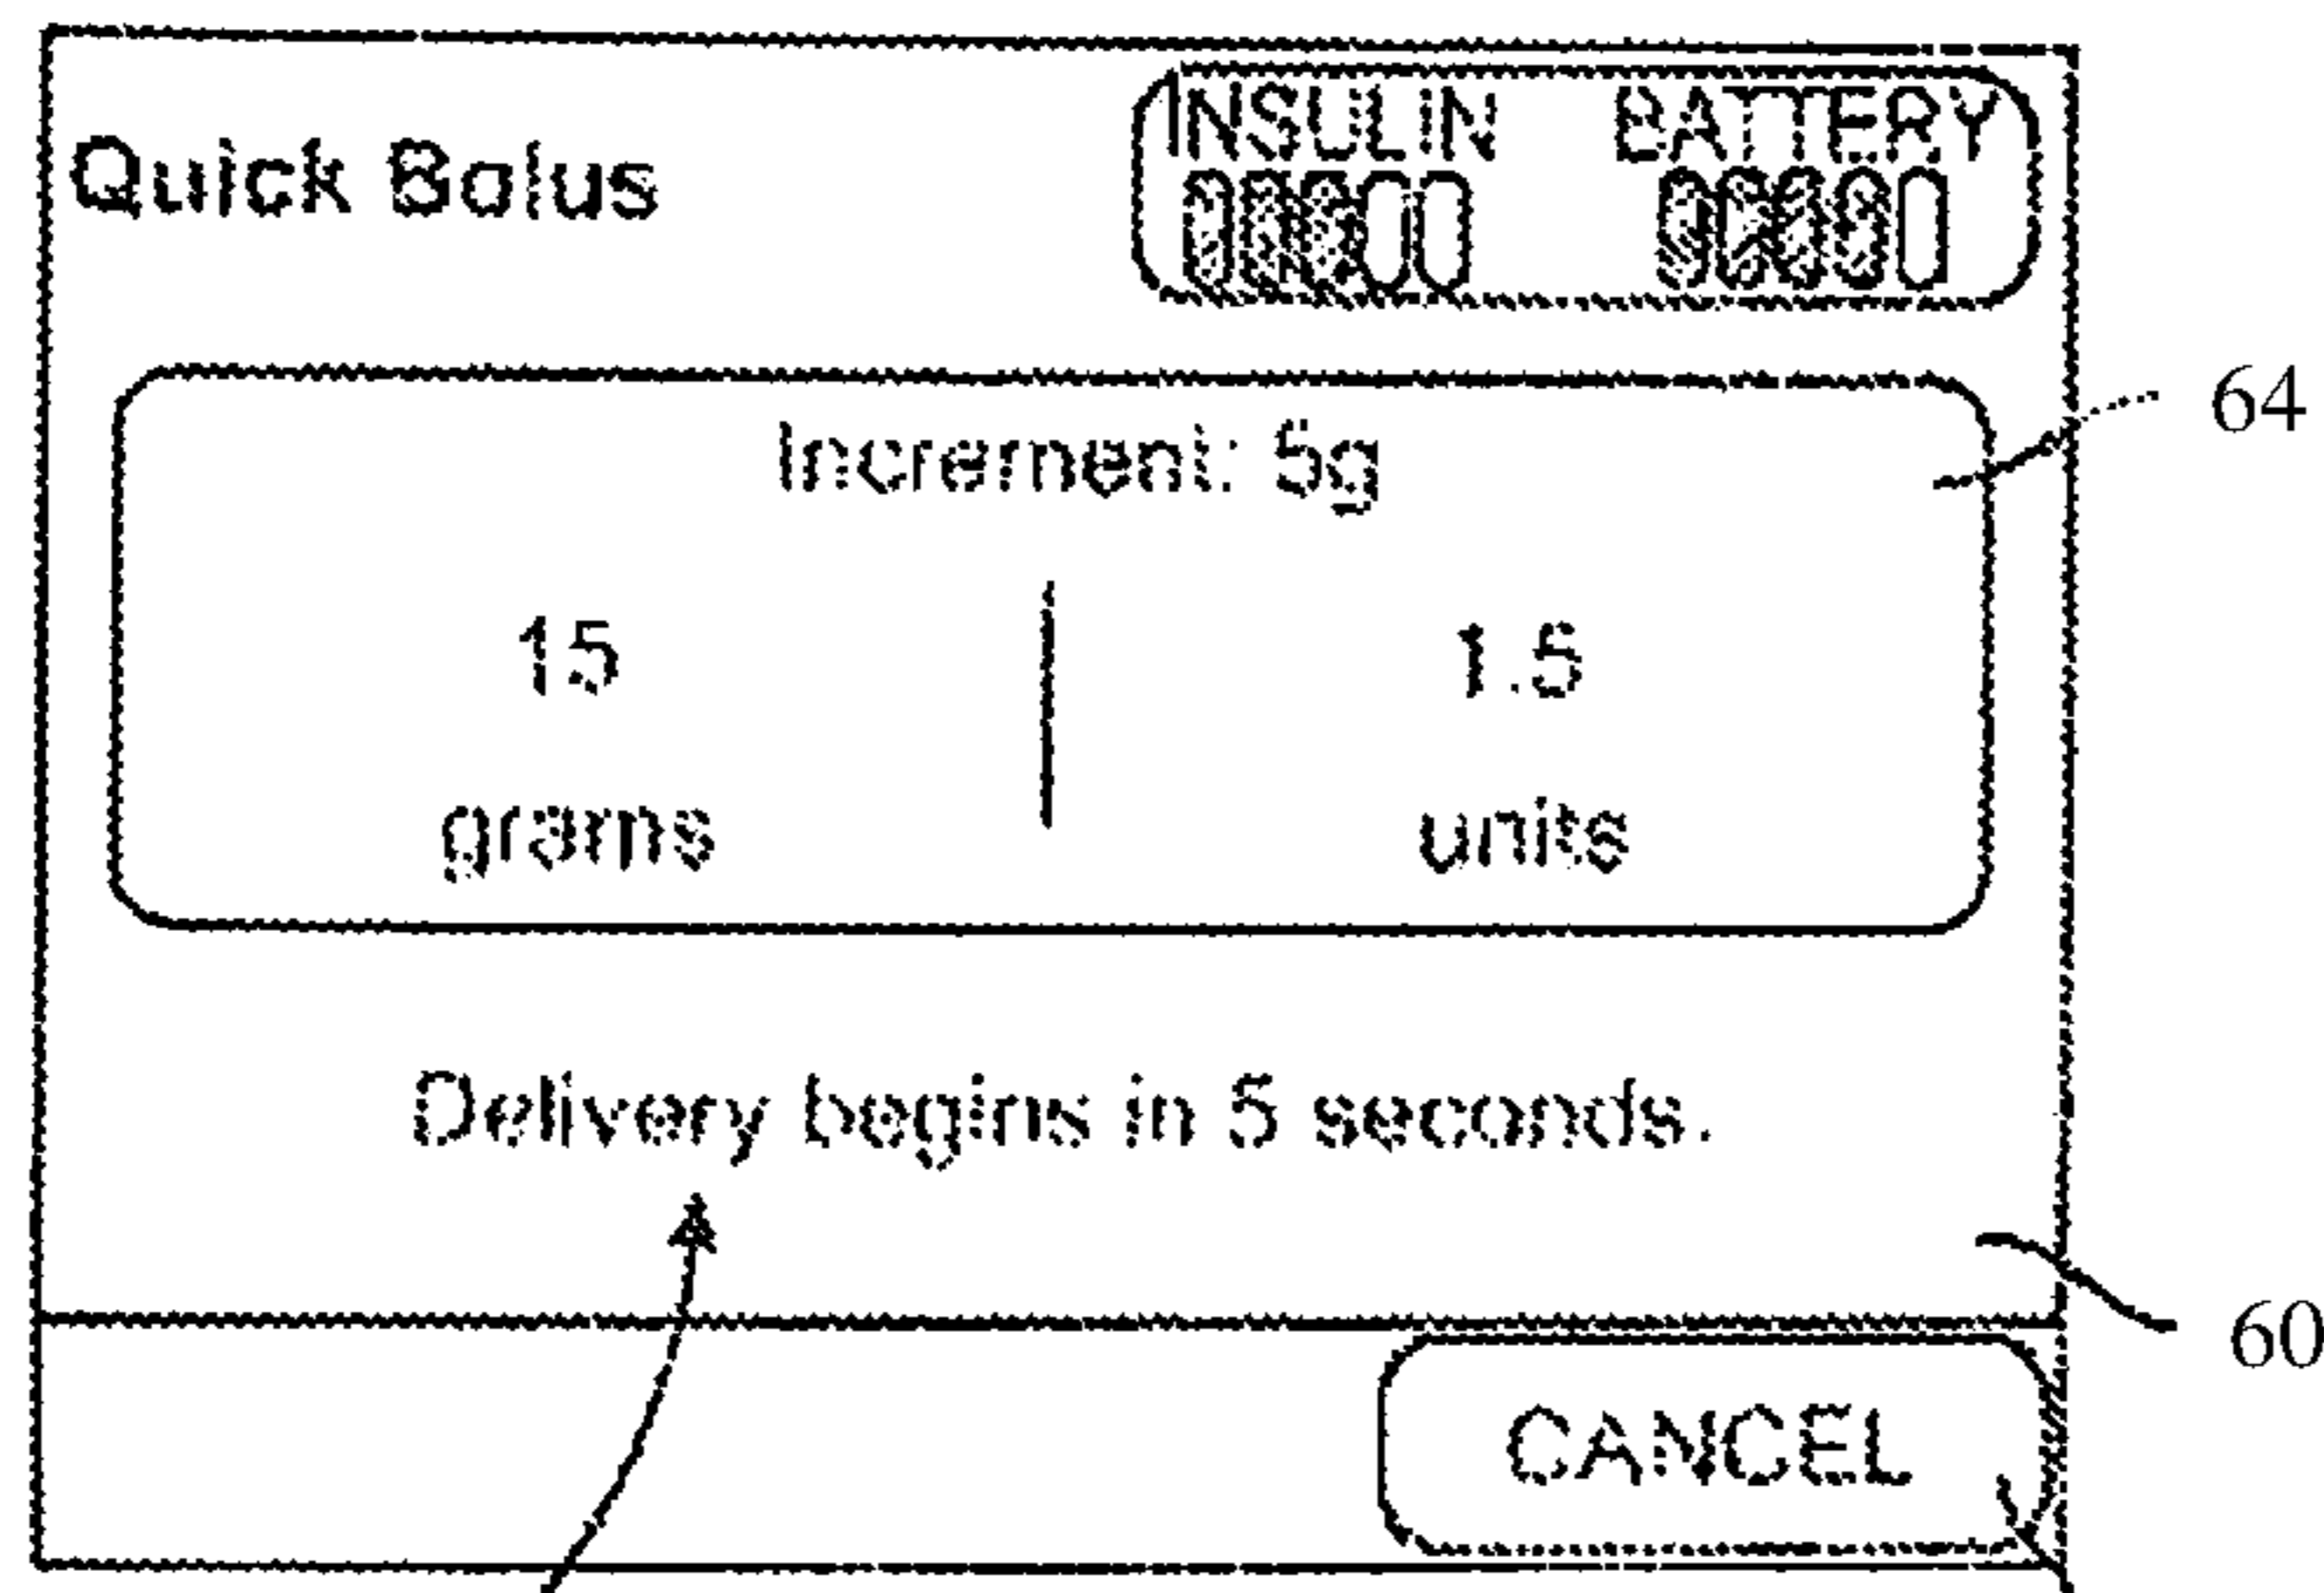 INSULIN BATTERY
Quick Bolus
Increment: 5g
64
15 1.5
grams units
Delivery begins in 5 seconds.
60
CANCEL